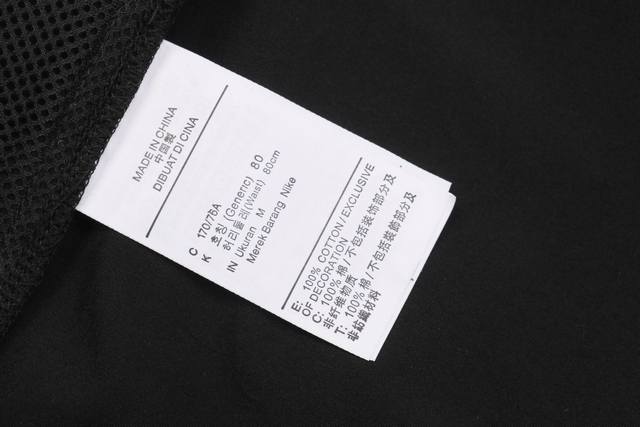 MADE IN CHINA
中国製
DIBUAT DI CINA
C 170/76A
K 호칭 (Generic) 80
허리둘레(Waist) 80cm
IN Ukuran M
Merek Barang Nike
E: 100% COTTON/EXCLUSIVE
OF DECORATION
C: 100% 棉/不包括装饰部分及
非纤维物质
T: 100% 棉/不包括裝飾部分及
非紡織材料